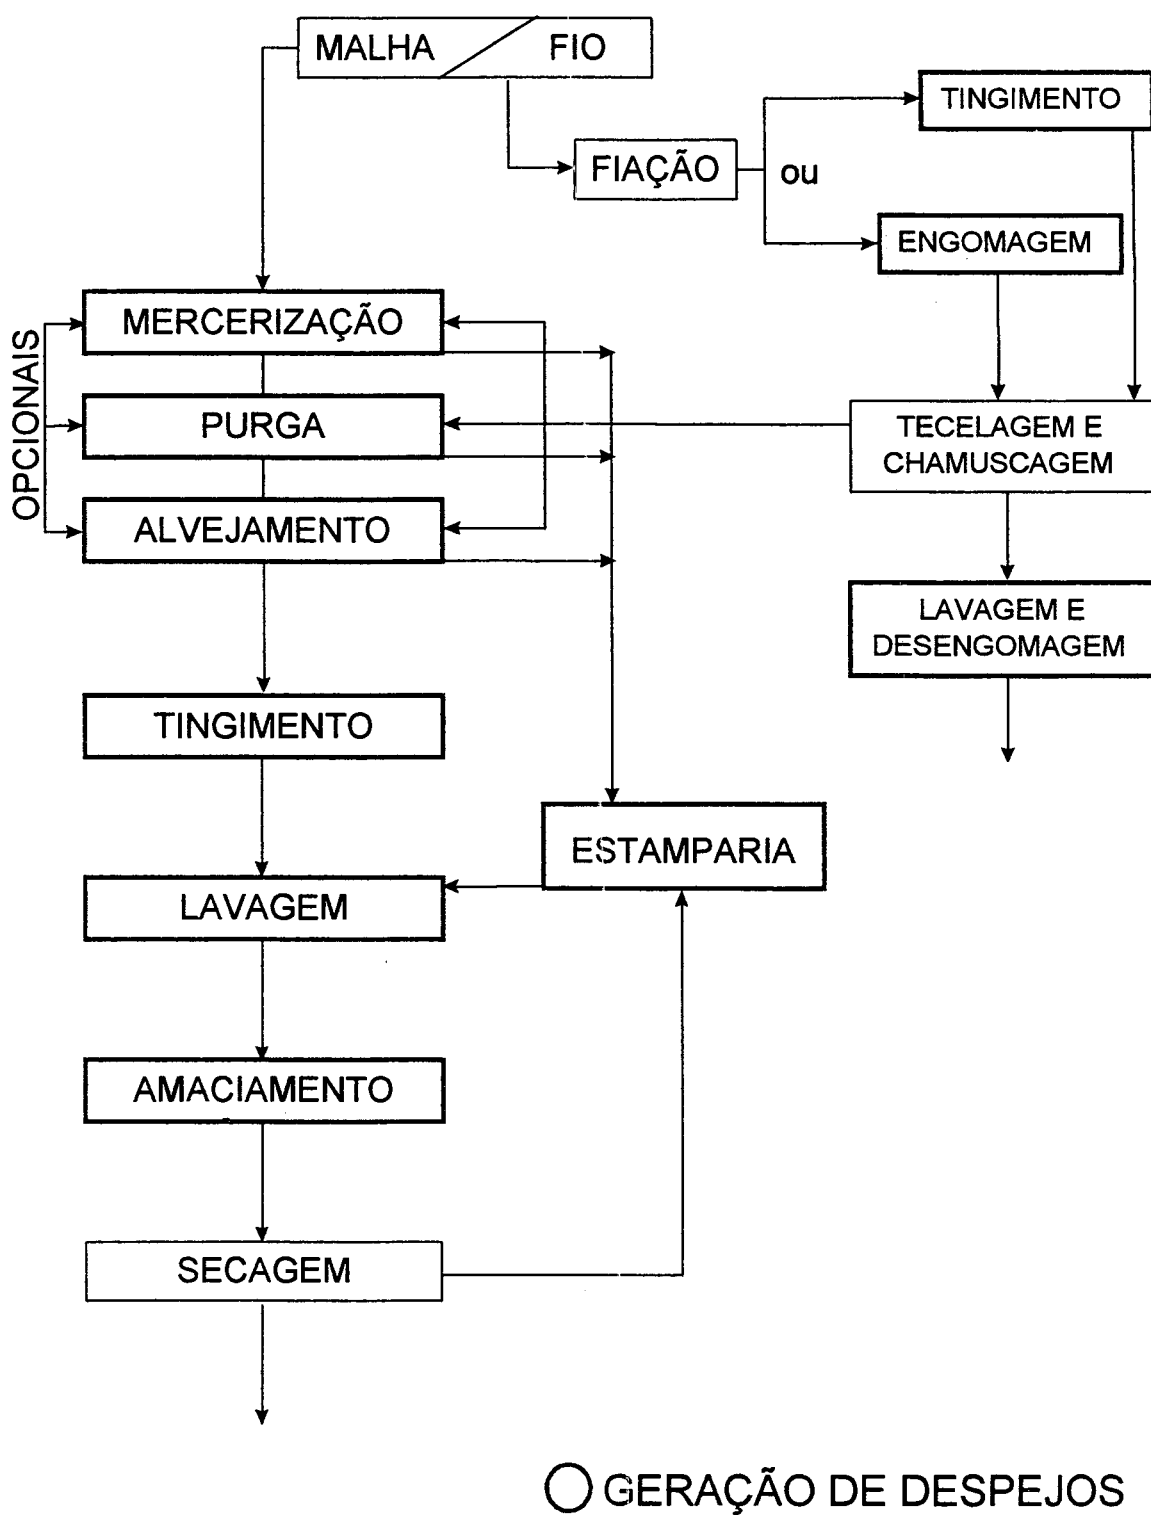 MALHA FIO
TINGIMENTO
FIAÇÃO
ou
ENGOMAGEM
MERCERIZAÇÃO
OPCIONAIS
PURGA
TECELAGEM E
CHAMUSCAGEM
ALVEJAMENTO
LAVAGEM E
DESENGOMAGEM
TINGIMENTO
ESTAMPARIA
LAVAGEM
AMACIAMENTO
SECAGEM
GERAÇÃO DE DESPEJOS